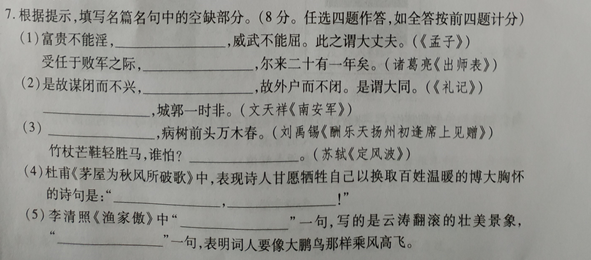 7.根据提示,填写名篇名句中的空缺部分。(8分。任选四题作答,如全答按前四题计分)
(1)富贵不能淫,____________,威武不能屈。此之谓大丈夫。(《孟子》)
受任于败军之际,____________,尔来二十有一年矣。(诸葛亮《出师表》)
(2)是故谋闭而不兴,____________,故外户而不闭。是谓大同。(《礼记》)
____________,城郭一时非。(文天祥《南安军》)
(3)____________,病树前头万木春。(刘禹锡《酬乐天扬州初逢席上见赠》)
竹杖芒鞋轻胜马,谁怕?____________。(苏轼《定风波》)
(4)杜甫《茅屋为秋风所破歌》中,表现诗人甘愿牺牲自己以换取百姓温暖的博大胸怀
的诗句是:“____________,____________!”
(5)李清照《渔家傲》中“____________”一句,写的是云涛翻滚的壮美景象,
“____________”一句,表明词人要像大鹏鸟那样乘风高飞。